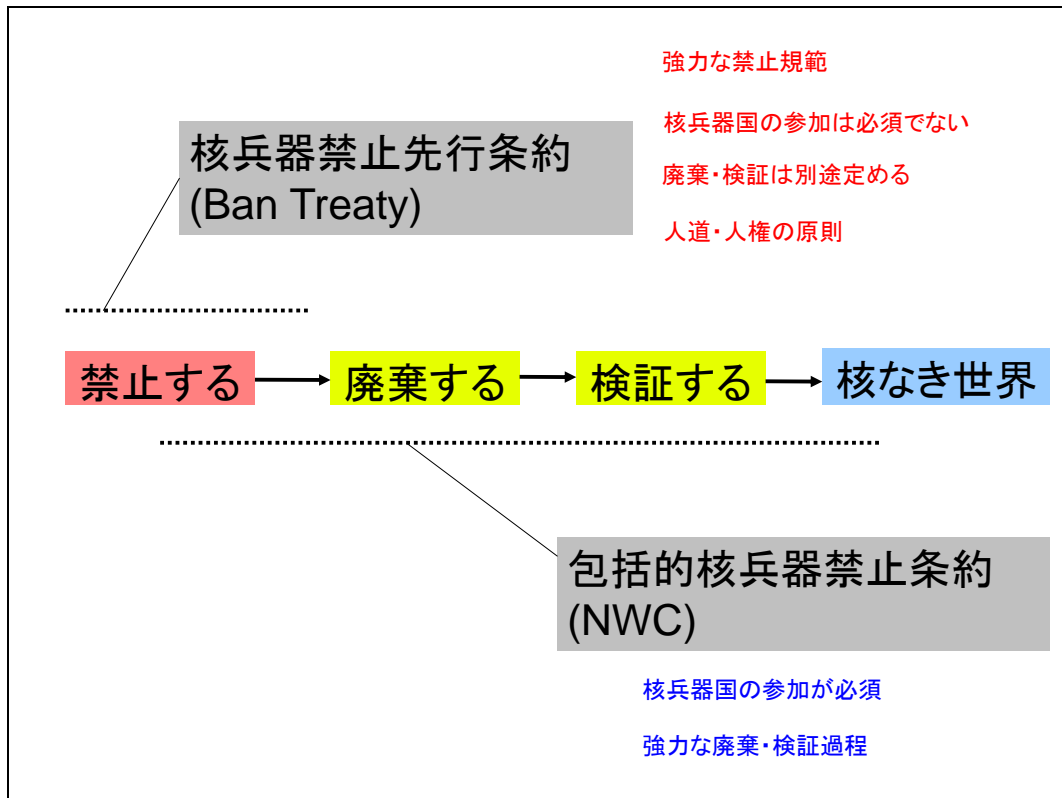 強力な禁止規範
核兵器禁止先行条約
(Ban Treaty)
核兵器国の参加は必須でない
廃棄・検証は別途定める
人道・人権の原則
禁止する
廃棄する
検証する
核なき世界
包括的核兵器禁止条約
(NWC)
核兵器国の参加が必須
強力な廃棄・検証過程